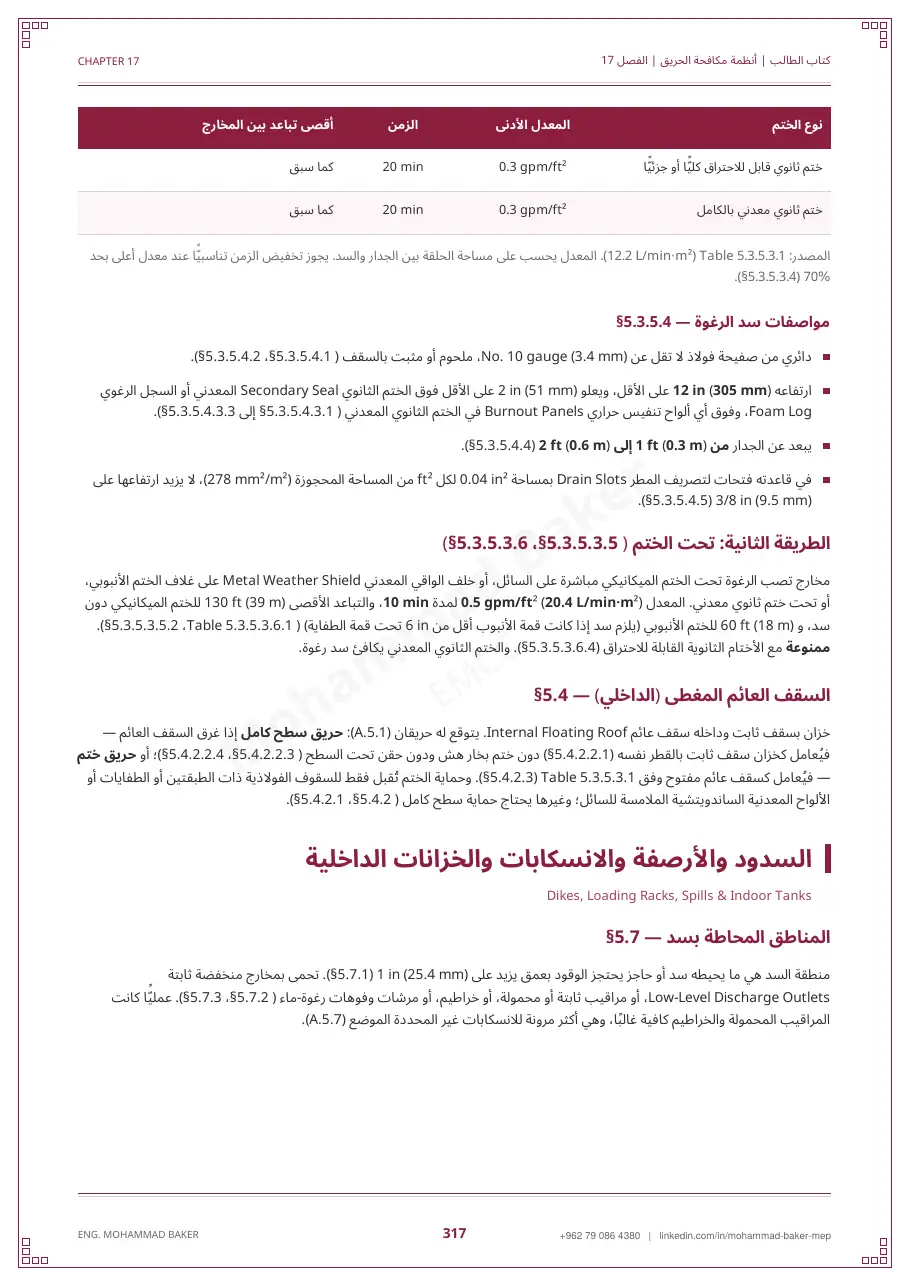 كتاب الطالب | أنظمة مكافحة الحريق | الفصل 17
CHAPTER 17
نوع الختم المعدل الأدنى الزمن أقصى تباعد بين المخارج
ختم ثانوي قابل للاحتراق كليًّا أو جزئيًّا 0.3 gpm/ft² 20 min كما سبق
ختم ثانوي معدني بالكامل 0.3 gpm/ft² 20 min كما سبق
المصدر: Table 5.3.5.3.1 (12.2 L/min·m²). المعدل يحسب على مساحة الحلقة بين الجدار والسد. يجوز تخفيض الزمن تناسبيًّا عند معدل أعلى بحد
70% (§5.3.5.3.4).
مواصفات سد الرغوة — §5.3.5.4
دائري من صفيحة فولاذ لا تقل عن No. 10 gauge (3.4 mm)، ملحوم أو مثبت بالسقف ( §5.3.5.4.1، §5.3.5.4.2).
ارتفاعه 12 in (305 mm) على الأقل، ويعلو 2 in (51 mm) على الأقل فوق الختم الثانوي Secondary Seal المعدني أو السجل الرغوي
Foam Log، وفوق أي ألواح تنفيس حراري Burnout Panels في الختم الثانوي المعدني ( §5.3.5.4.3.1 إلى §5.3.5.4.3.3).
يبعد عن الجدار من 1 ft (0.3 m) إلى 2 ft (0.6 m) (§5.3.5.4.4).
في قاعدته فتحات لتصريف المطر Drain Slots بمساحة 0.04 in² لكل ft² من المساحة المحجوزة (278 mm²/m²)، لا يزيد ارتفاعها على
3/8 in (9.5 mm) (§5.3.5.4.5).
الطريقة الثانية: تحت الختم ( §5.3.5.3.5، §5.3.5.3.6)
مخارج تصب الرغوة تحت الختم الميكانيكي مباشرة على السائل، أو خلف الواقي المعدني Metal Weather Shield على غلاف الختم الأنبوبي،
أو تحت ختم ثانوي معدني. المعدل 0.5 gpm/ft² (20.4 L/min·m²) لمدة 10 min، والتباعد الأقصى 130 ft (39 m) للختم الميكانيكي دون
سد، و 60 ft (18 m) للختم الأنبوبي (يلزم سد إذا كانت قمة الأنبوب أقل من 6 in تحت قمة الطفاية) ( Table 5.3.5.3.6.1، §5.3.5.3.5.2).
ممنوعة مع الأختام الثانوية القابلة للاحتراق (§5.3.5.3.6.4). والختم الثانوي المعدني يكافئ سد رغوة.
السقف العائم المغطى (الداخلي) — §5.4
خزان بسقف ثابت وداخله سقف عائم Internal Floating Roof. يتوقع له حريقان (A.5.1): حريق سطح كامل إذا غرق السقف العائم —
فيُعامل كخزان سقف ثابت بالقطر نفسه (§5.4.2.2.1) دون ختم بخار هش ودون حقن تحت السطح ( §5.4.2.2.3، §5.4.2.2.4)؛ أو حريق ختم
— فيُعامل كسقف عائم مفتوح وفق Table 5.3.5.3.1 (§5.4.2.3). وحماية الختم تُقبل فقط للسقوف الفولاذية ذات الطبقتين أو الطفايات أو
الألواح المعدنية الساندويتشية الملامسة للسائل؛ وغيرها يحتاج حماية سطح كامل ( §5.4.2، §5.4.2.1).
السدود والأرصفة والانسكابات والخزانات الداخلية
Dikes, Loading Racks, Spills & Indoor Tanks
المناطق المحاطة بسد — §5.7
منطقة السد هي ما يحيطه سد أو حاجز يحتجز الوقود بعمق يزيد على 1 in (25.4 mm) (§5.7.1). تحمى بمخارج منخفضة ثابتة
Low-Level Discharge Outlets، أو مراقيب ثابتة أو محمولة، أو خراطيم، أو مرشات وفوهات رغوة-ماء ( §5.7.2، §5.7.3). عمليًّا كانت
المراقيب المحمولة والخراطيم كافية غالبًا، وهي أكثر مرونة للانسكابات غير المحددة الموضع (A.5.7).
ENG. MOHAMMAD BAKER
317
+962 79 086 4380 | linkedin.com/in/mohammad-baker-mep